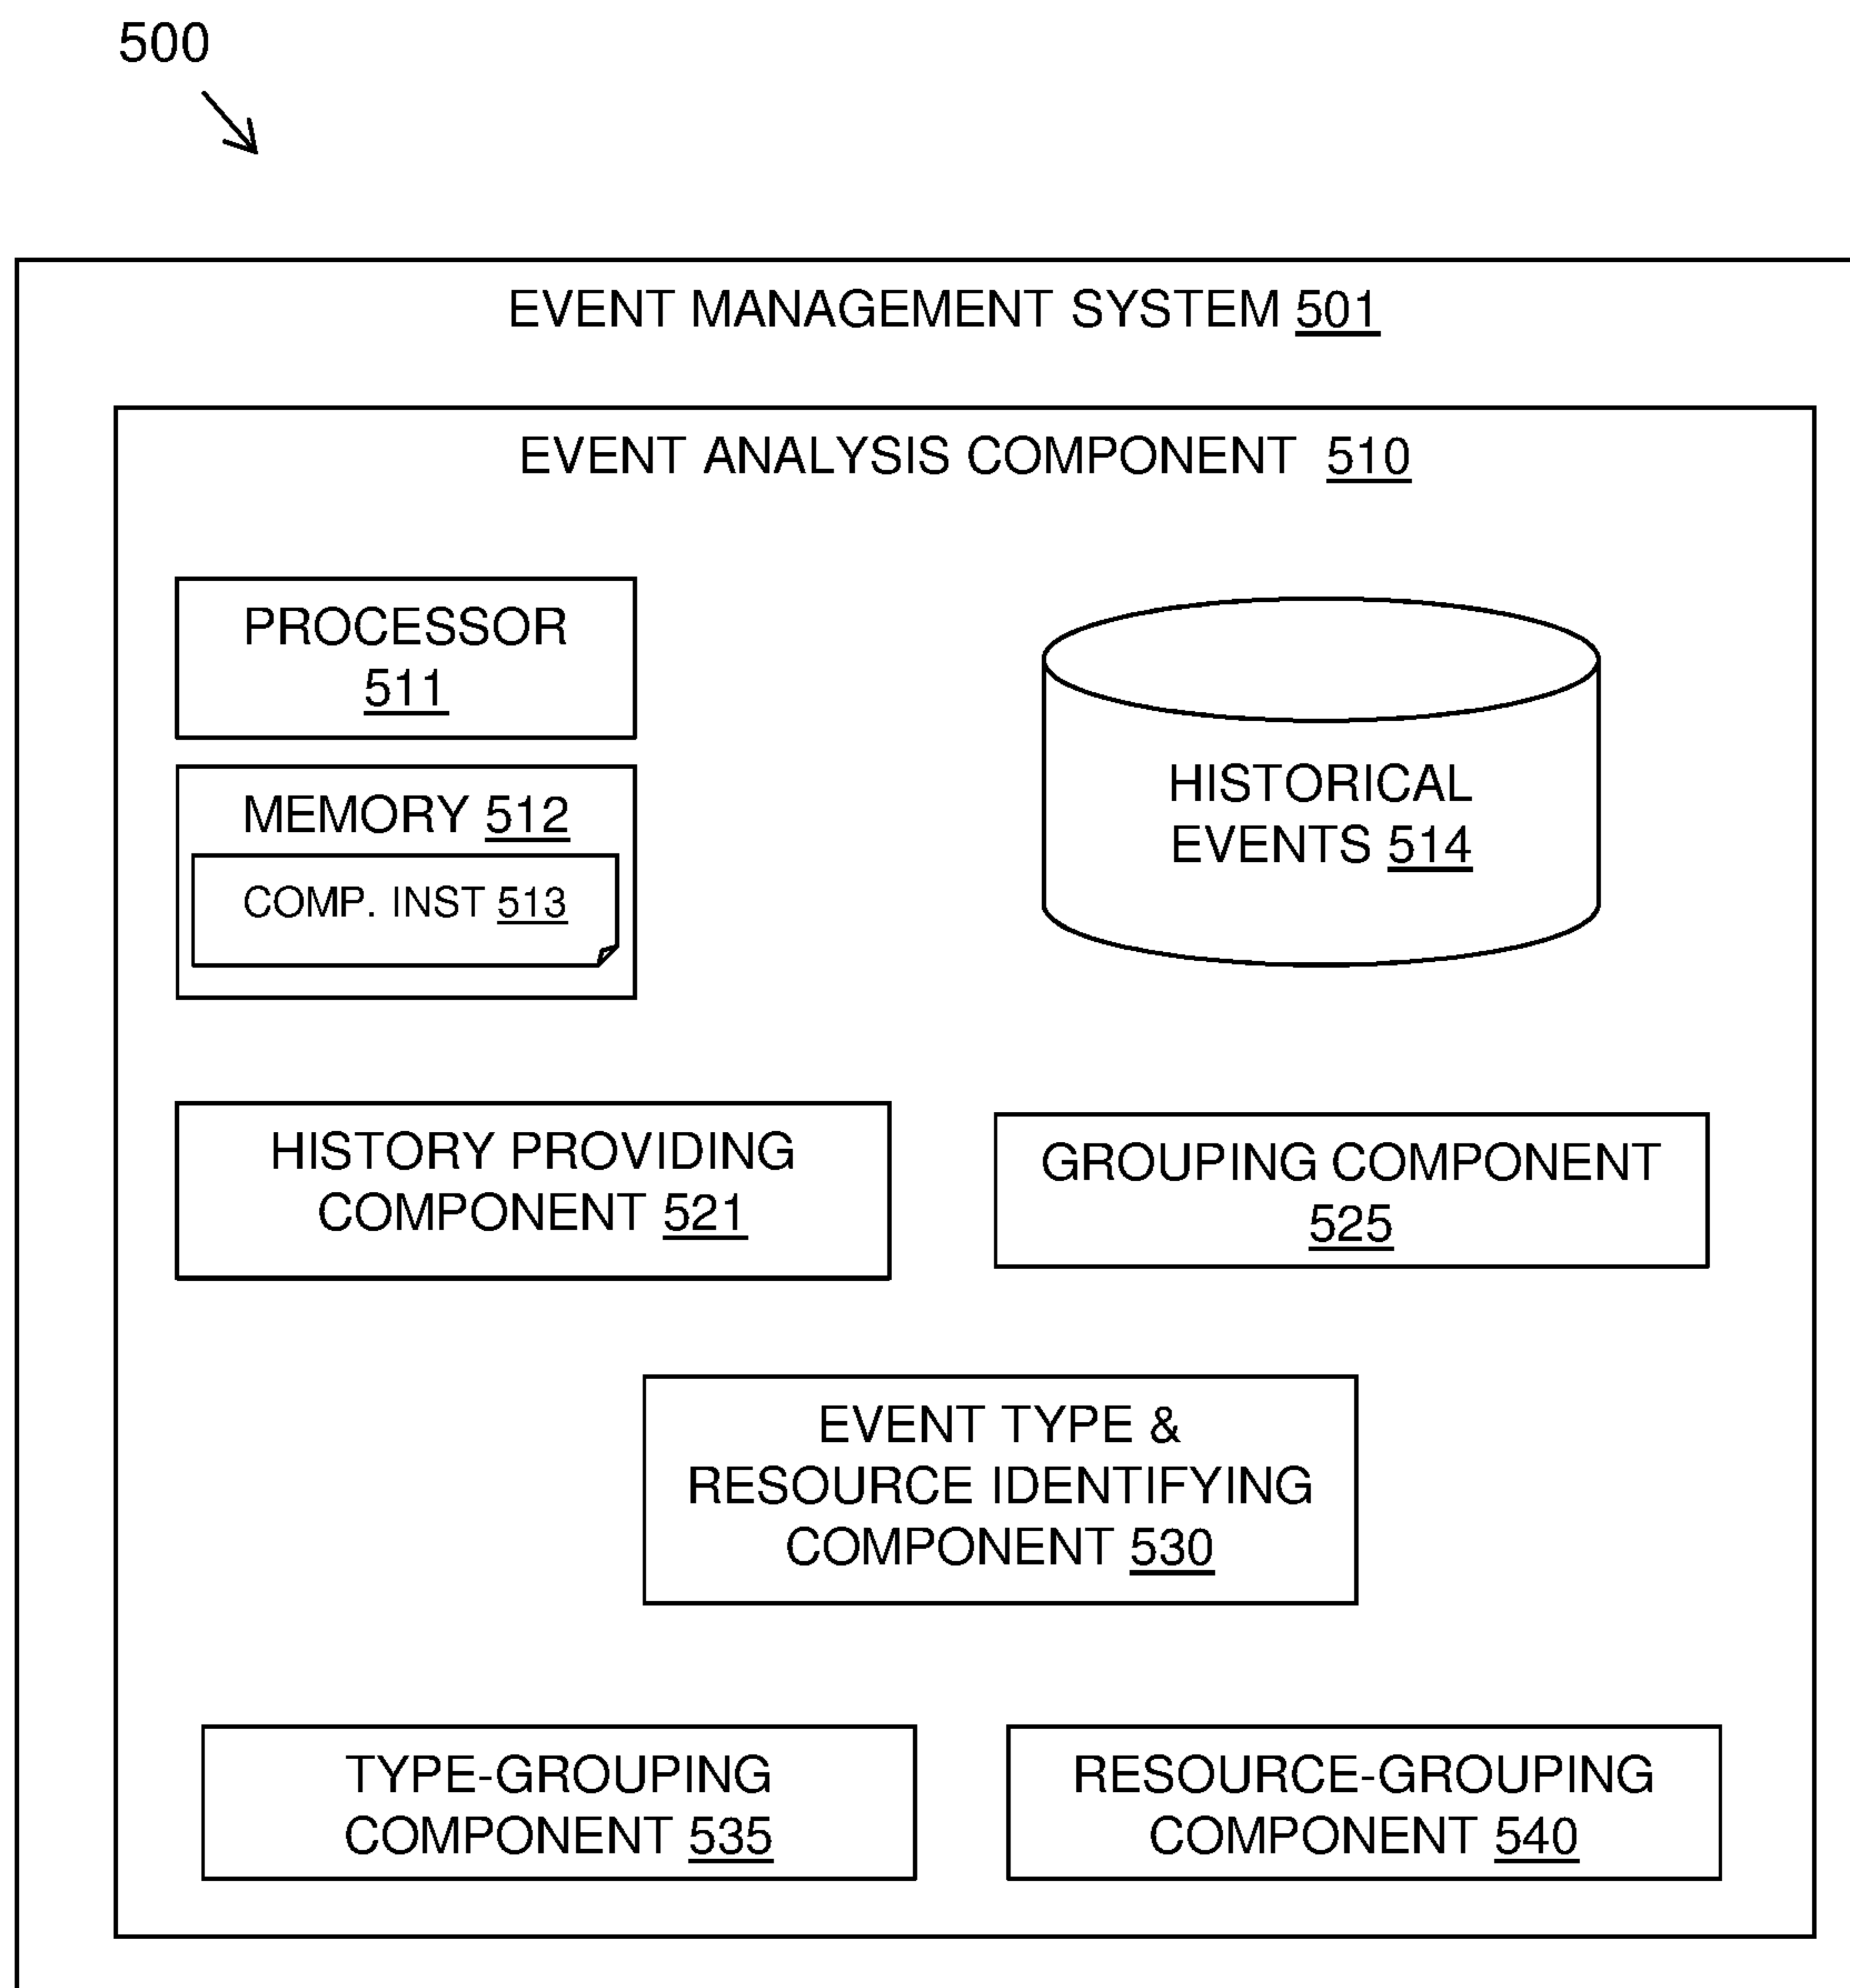 500
EVENT MANAGEMENT SYSTEM 501
EVENT ANALYSIS COMPONENT 510
PROCESSOR
511
MEMORY 512
COMP. INST 513
HISTORICAL
EVENTS 514
HISTORY PROVIDING
COMPONENT 521
GROUPING COMPONENT
525
EVENT TYPE &
RESOURCE IDENTIFYING
COMPONENT 530
TYPE-GROUPING
COMPONENT 535
RESOURCE-GROUPING
COMPONENT 540